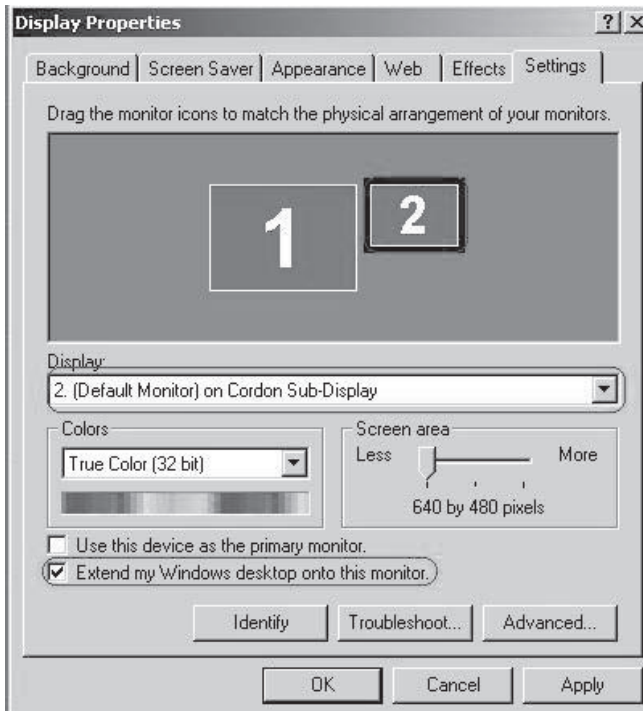 Display Properties
Background Screen Saver Appearance Web Effects Settings
Drag the monitor icons to match the physical arrangement of your monitors.
1 2
Display:
2. (Default Monitor) on Cordon Sub-Display
Colors Screen area
True Color (32 bit) Less More
640 by 480 pixels
Use this device as the primary monitor.
Extend my Windows desktop onto this monitor.
Identify Troubleshoot... Advanced...
OK Cancel Apply